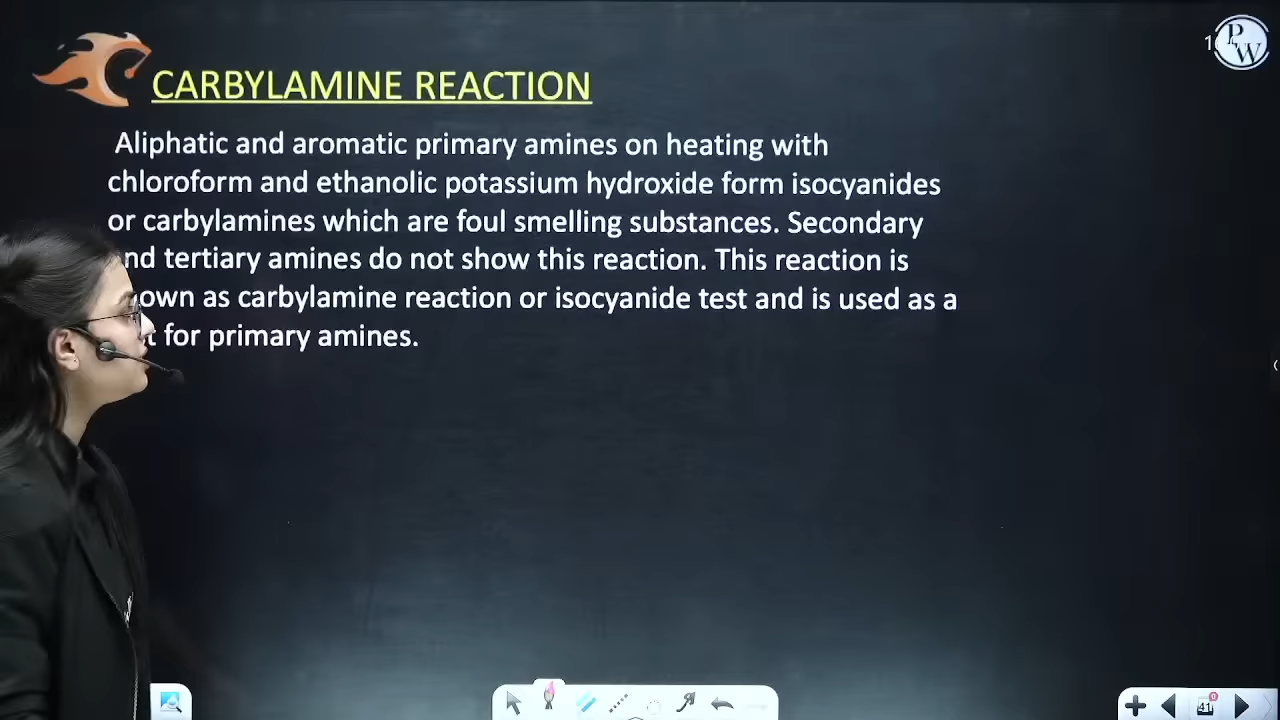 CARBYLAMINE REACTION
Aliphatic and aromatic primary amines on heating with
chloroform and ethanolic potassium hydroxide form isocyanides
or carbylamines which are foul smelling substances. Secondary
tertiary amines do not show this reaction. This reaction is
as carbylamine reaction or isocyanide test and is used as a
for primary amines.
PW
41